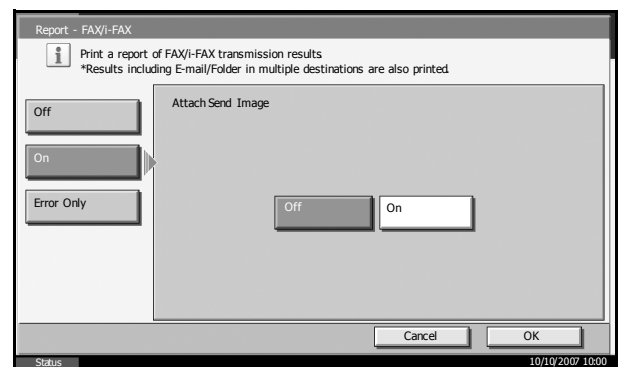 Report - FAX/i-FAX
Print a report of FAX/i-FAX transmission results
*Results including E-mail/Folder in multiple destinations are also printed.
Off
Attach Send Image
On
Error Only
Off
On
Cancel
OK
Status
10/10/2007 10:00